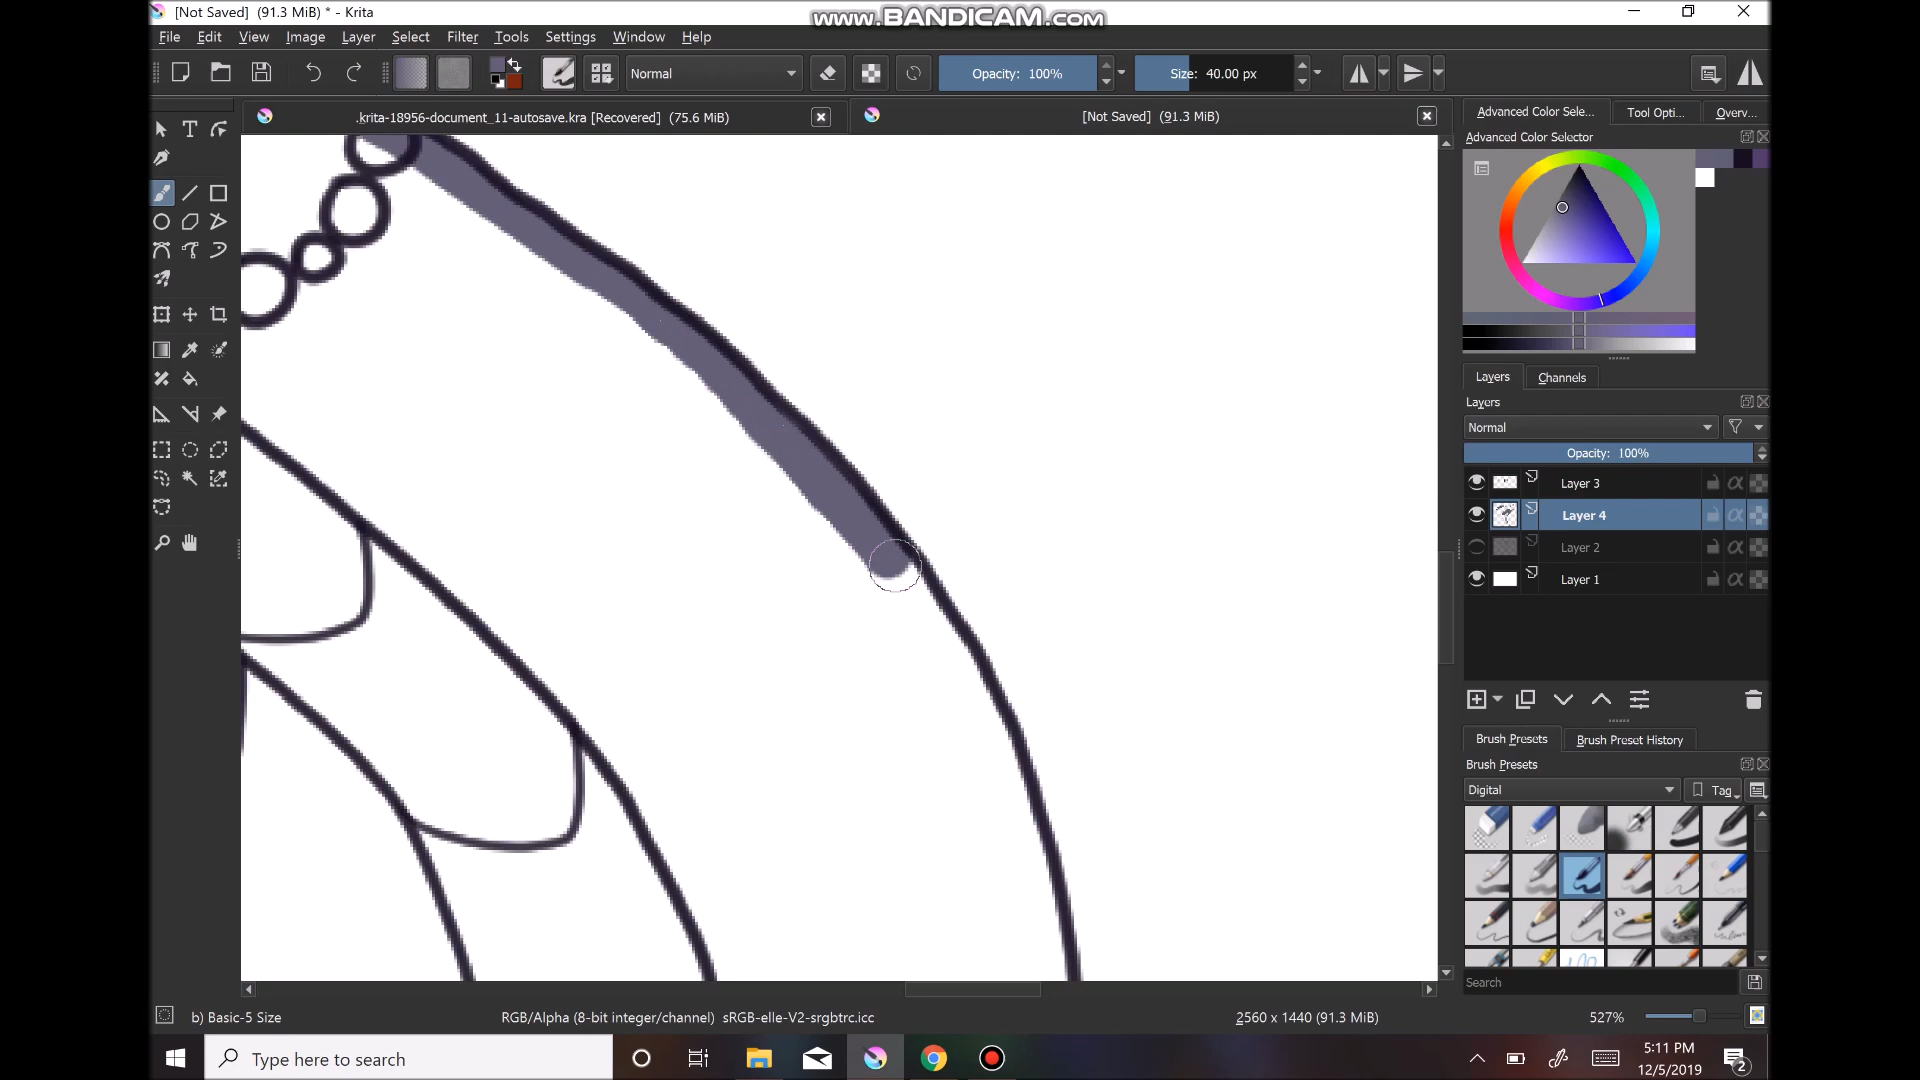 [Not Saved] (91.3 MiB) * - Krita
www.BANDICAM.com
File Edit View Image Layer Select Filter Tools Settings Window Help
Normal
Opacity: 100%
Size: 40.00 px
.krita-18956-document_11-autosave.kra [Recovered] (75.6 MiB)
[Not Saved] (91.3 MiB)
Advanced Color Sele... Tool Opti... Overv...
Advanced Color Selector
Layers Channels
Layers
Normal
Opacity: 100%
Layer 3
Layer 4
Layer 2
Layer 1
Brush Presets Brush Preset History
Brush Presets
Digital
Tag
Search
b) Basic-5 Size
RGB/Alpha (8-bit integer/channel) sRGB-elle-V2-srgbtrc.icc
2560 x 1440 (91.3 MiB)
527%
Type here to search
5:11 PM
12/5/2019
2